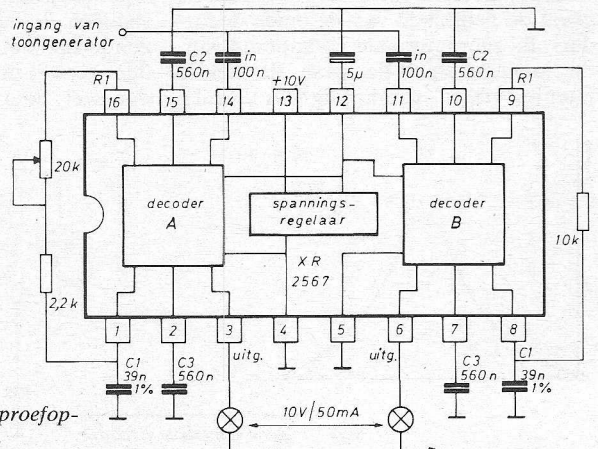 ingang van
toongenerator
C2
560n
in
100n
5µ
in
100n
C2
560n
R1
+10V
R1
16
15
14
13
12
11
10
9
20k
decoder
A
spannings-
regelaar
decoder
B
10k
XR
2567
2,2k
1
2
3
4
5
6
7
8
uitg.
uitg.
C1
39n
1%
C3
560n
C3
560n
C1
39n
1%
proefop-
10V/50mA